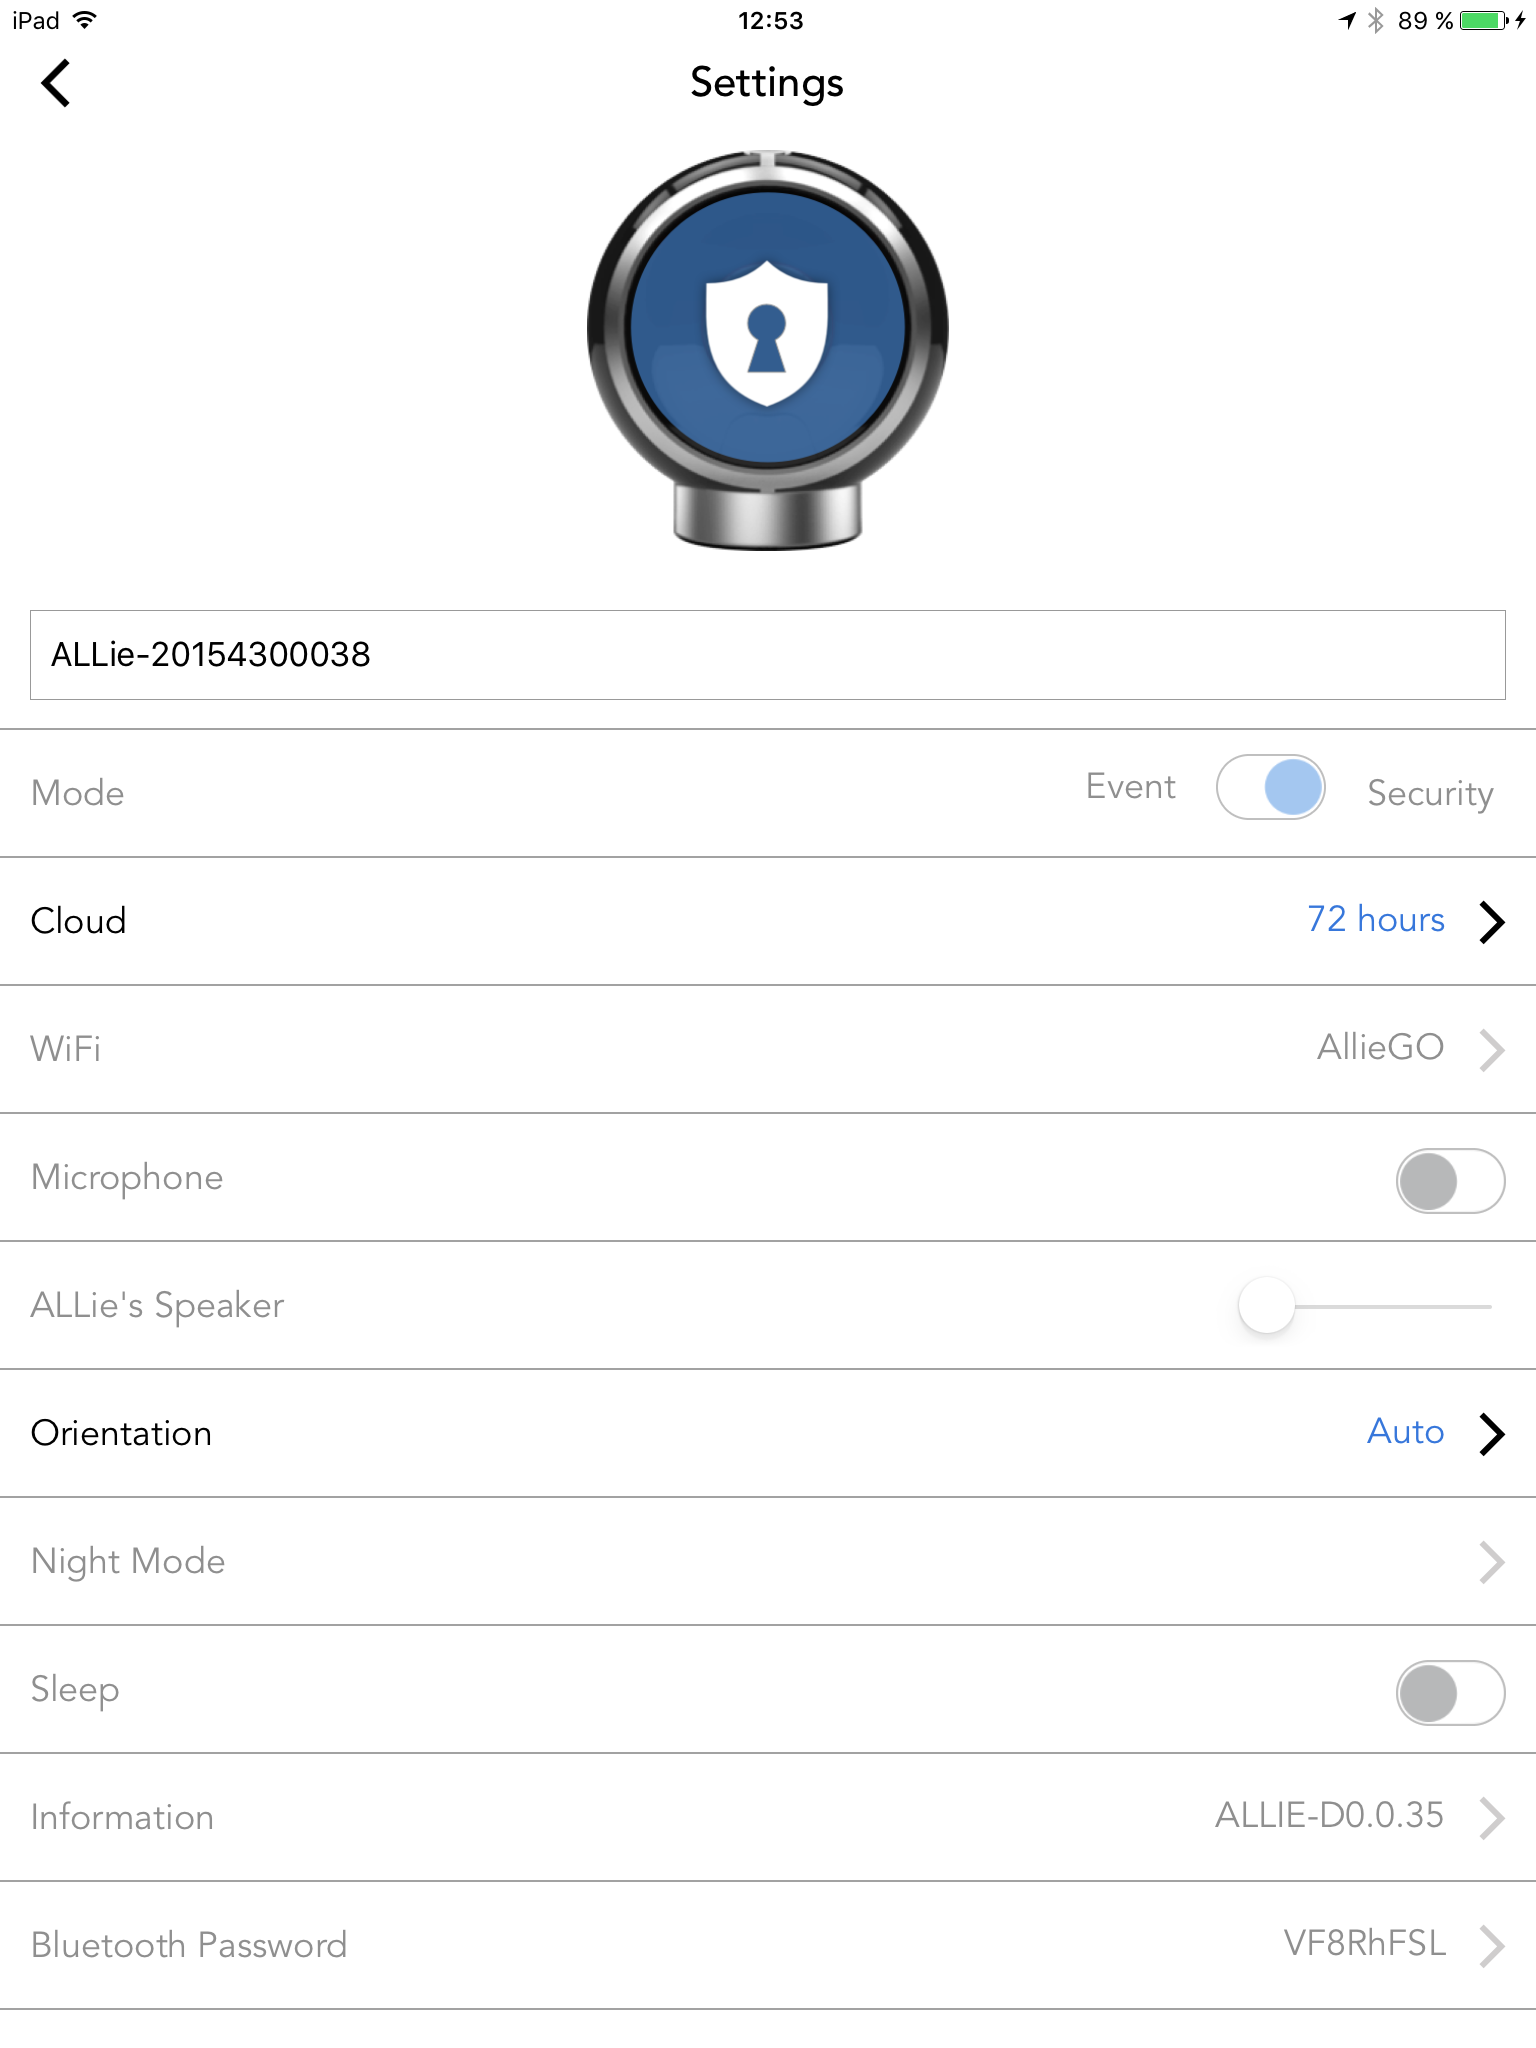 iPad 12:53 89 %
Settings
ALLie-20154300038
Mode Event Security
Cloud 72 hours
WiFi AllieGO
Microphone
ALLie's Speaker
Orientation Auto
Night Mode
Sleep
Information ALLIE-D0.0.35
Bluetooth Password VF8RhFSL